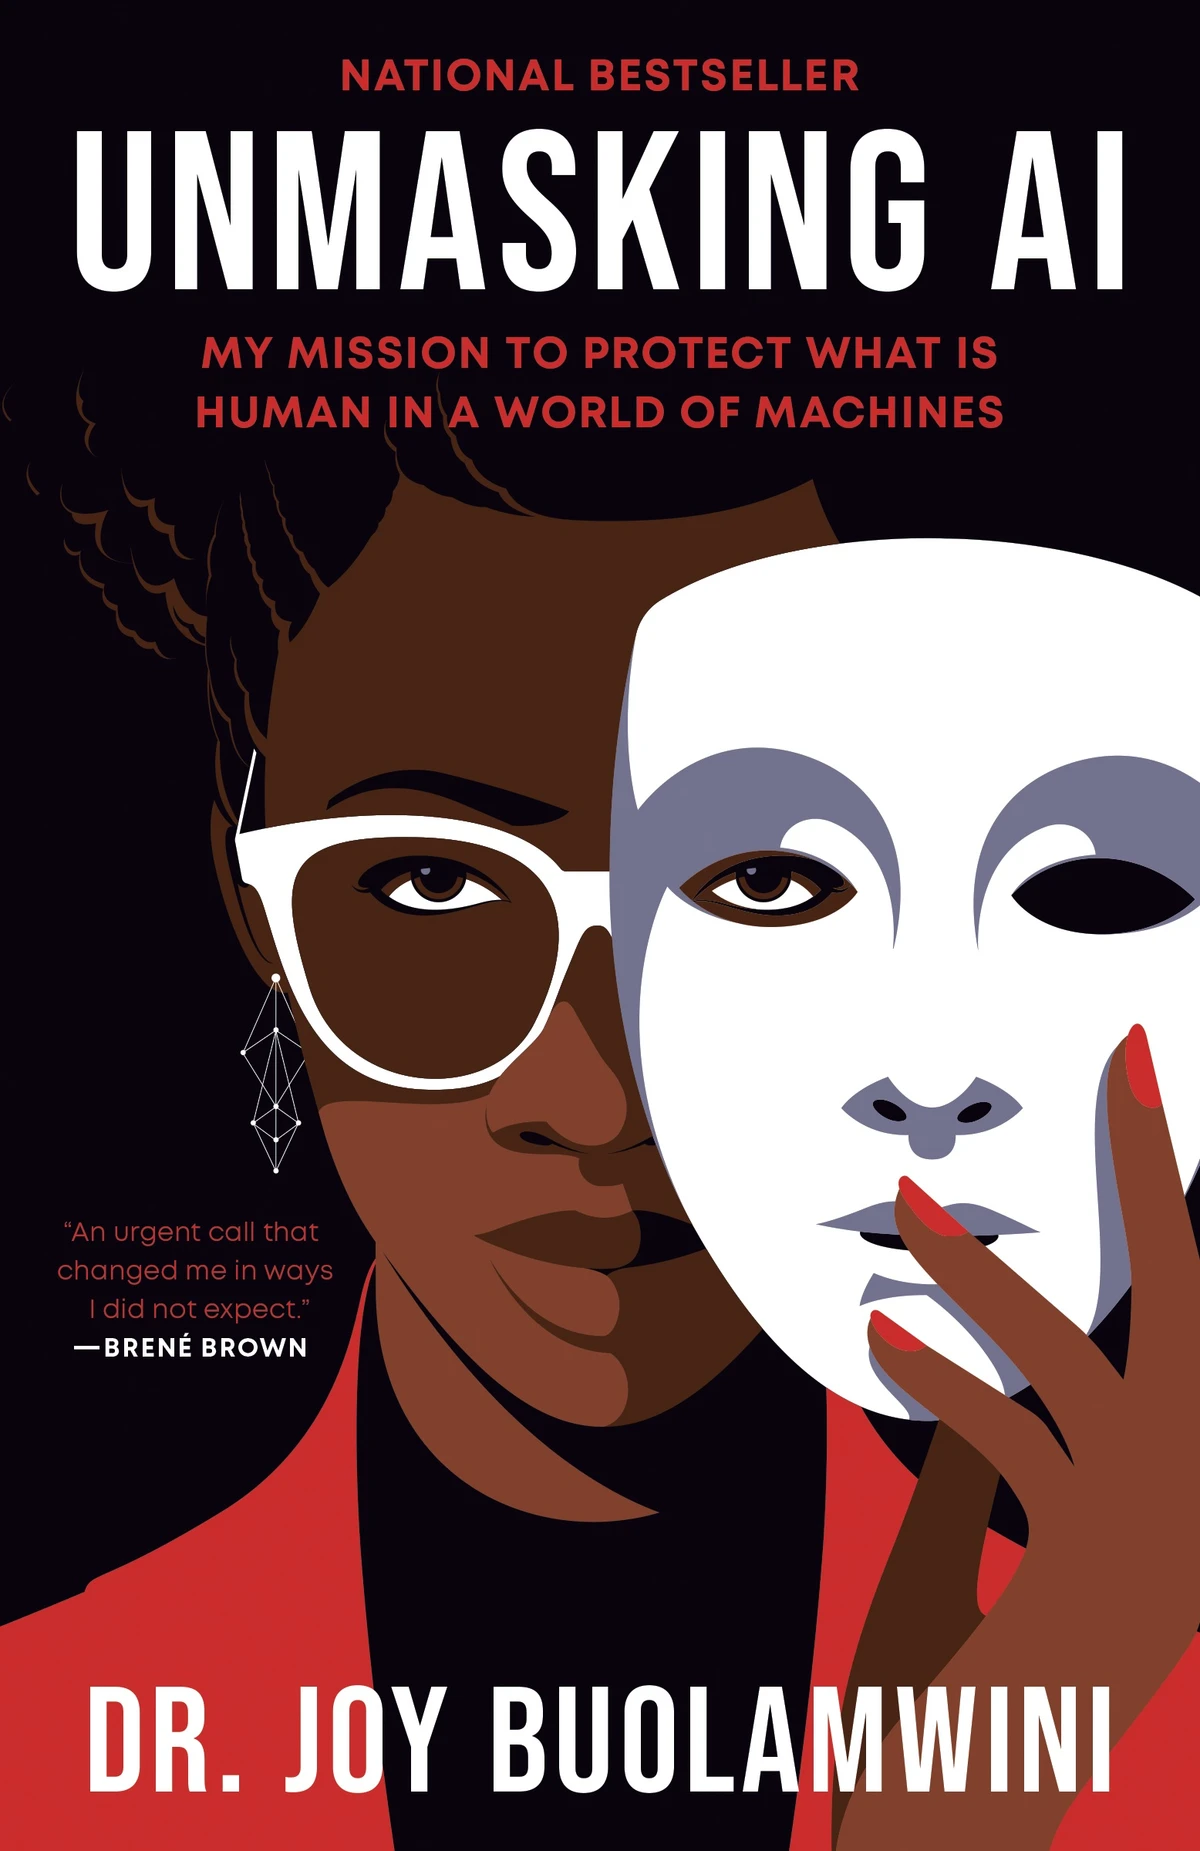 NATIONAL BESTSELLER
UNMASKING AI
MY MISSION TO PROTECT WHAT IS
HUMAN IN A WORLD OF MACHINES
“An urgent call that
changed me in ways
I did not expect.”
—BRENÉ BROWN
DR. JOY BUOLAMWINI